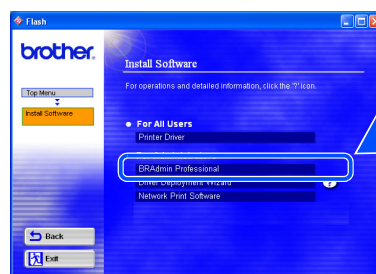 Flash
brother.
Install Software
For operations and detailed information, click the '?' icon.
Top Menu
Install Software
For All Users
Printer Driver
BRAdmin Professional
Driver Deployment Wizard
?
Network Print Software
Back
Exit